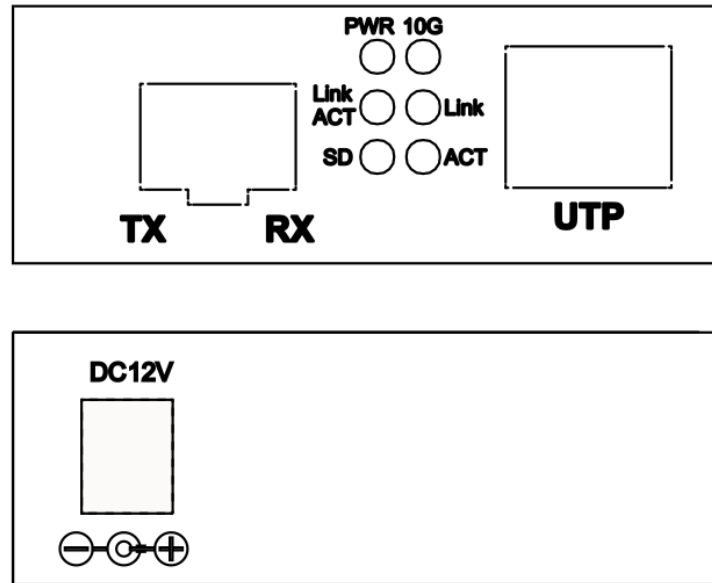 PWR 10G
Link
ACT
Link
SD
ACT
TX
RX
UTP
DC12V